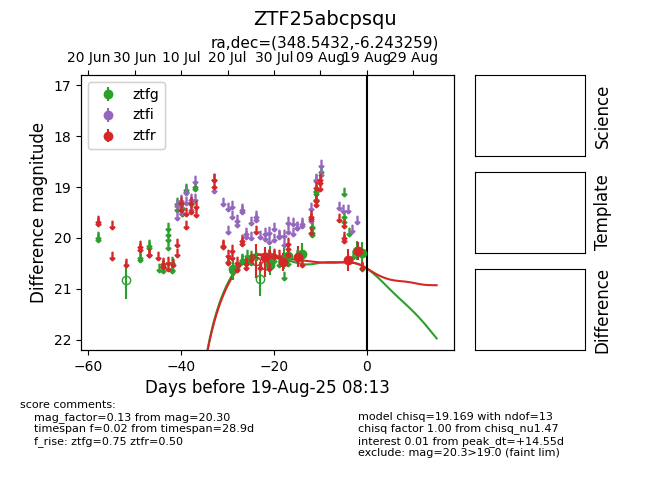 ZTF25abcpsqu
ra,dec=(348.5432,-6.243259)
20 Jun 30 Jun 10 Jul 20 Jul 30 Jul 09 Aug 19 Aug 29 Aug
17
18
19
20
21
22
Difference magnitude
ztfg
ztfi
ztfr
−60 −40 −20 0
Days before 19-Aug-25 08:13
Science
Template
Difference
score comments:
mag_factor=0.13 from mag=20.30
timespan f=0.02 from timespan=28.9d
f_rise: ztfg=0.75 ztfr=0.50
model chisq=19.169 with ndof=13
chisq factor 1.00 from chisq_nu1.47
interest 0.01 from peak_dt=+14.55d
exclude: mag=20.3>19.0 (faint lim)